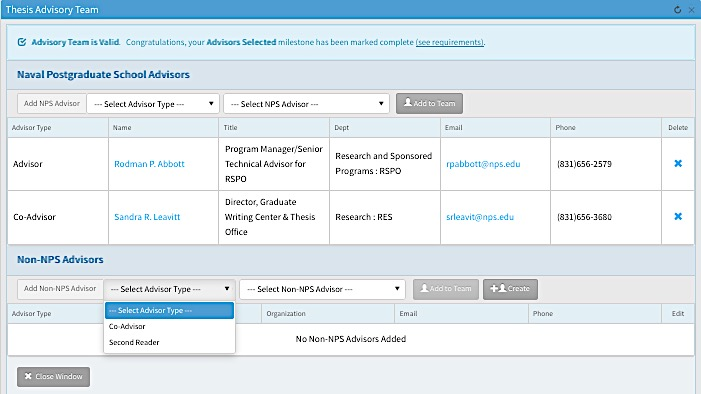 Thesis Advisory Team
Advisory Team is Valid. Congratulations, your Advisors Selected milestone has been marked complete (see requirements).
Naval Postgraduate School Advisors
Add NPS Advisor --- Select Advisor Type --- --- Select NPS Advisor --- Add to Team
Advisor Type Name Title Dept Email Phone Delete
Program Manager/Senior
Advisor Rodman P. Abbott Technical Advisor for Research and Sponsored rpabbott@nps.edu (831)656-2579
RSPO Programs : RSPO
Director, Graduate
Co-Advisor Sandra R. Leavitt Writing Center & Thesis Research : RES srleavit@nps.edu (831)656-3680
Office
Non-NPS Advisors
Add Non-NPS Advisor --- Select Advisor Type --- --- Select Non-NPS Advisor --- Add to Team Create
Advisor Type Organization Email Phone Edit
--- Select Advisor Type ---
Co-Advisor
Second Reader
No Non-NPS Advisors Added
Close Window